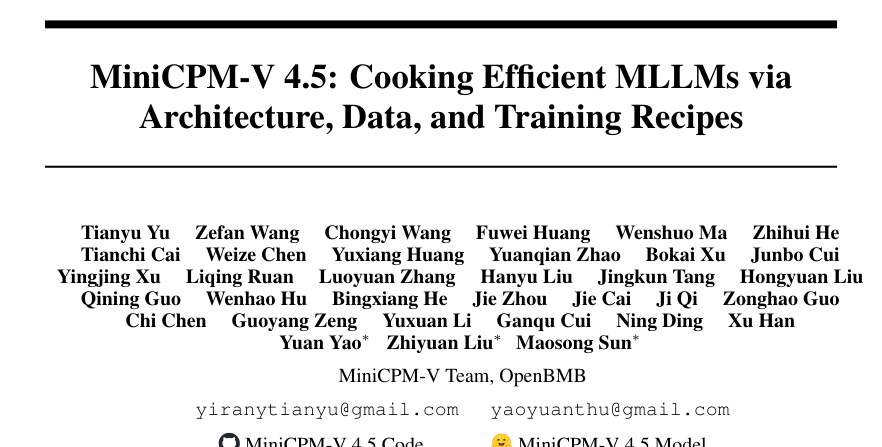 MiniCPM-V 4.5: Cooking Efficient MLLMs via
Architecture, Data, and Training Recipes
Tianyu Yu Zefan Wang Chongyi Wang Fuwei Huang Wenshuo Ma Zhihui He
Tianchi Cai Weize Chen Yuxiang Huang Yuanqian Zhao Bokai Xu Junbo Cui
Yingjing Xu Liqing Ruan Luoyuan Zhang Hanyu Liu Jingkun Tang Hongyuan Liu
Qining Guo Wenhao Hu Bingxiang He Jie Zhou Jie Cai Ji Qi Zonghao Guo
Chi Chen Guoyang Zeng Yuxuan Li Ganqu Cui Ning Ding Xu Han
Yuan Yao* Zhiyuan Liu* Maosong Sun*
MiniCPM-V Team, OpenBMB
yiranytianyu@gmail.com yaoyuanthu@gmail.com
MiniCPM-V 4.5 Code MiniCPM-V 4.5 Model